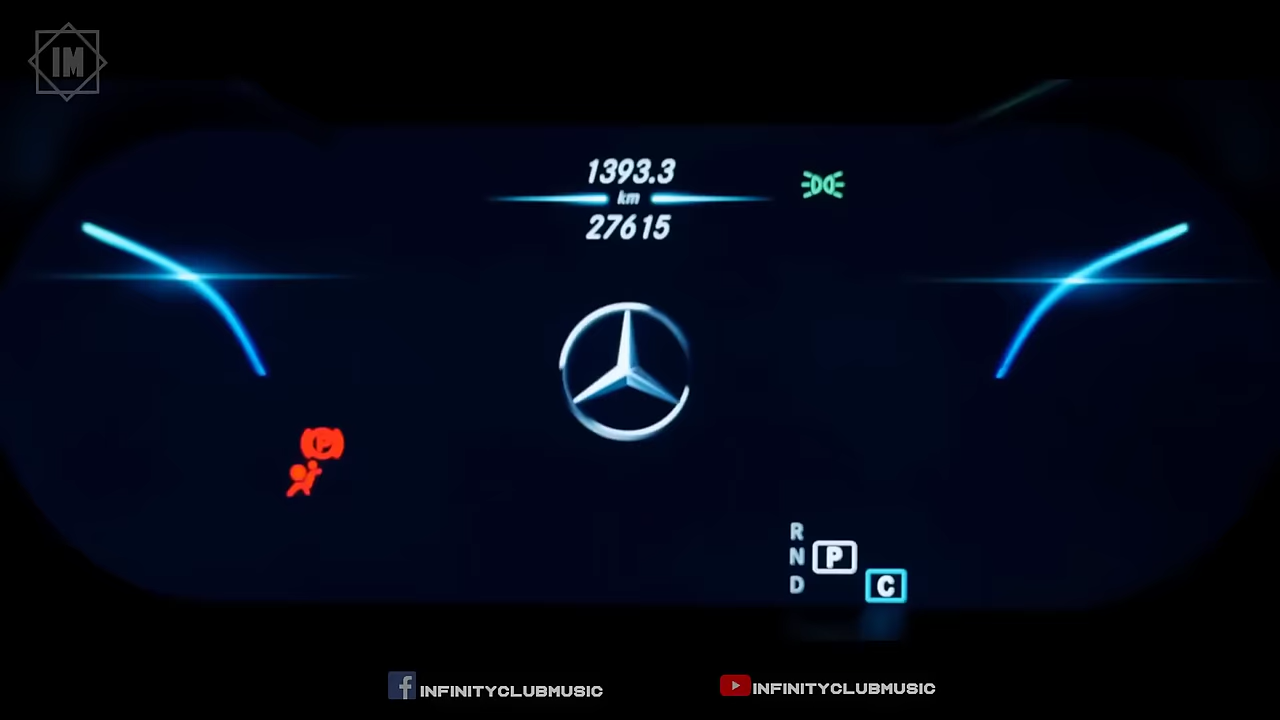 IM
1393.3
km
27615
P
R
N P
D C
INFINITYCLUBMUSIC
INFINITYCLUBMUSIC